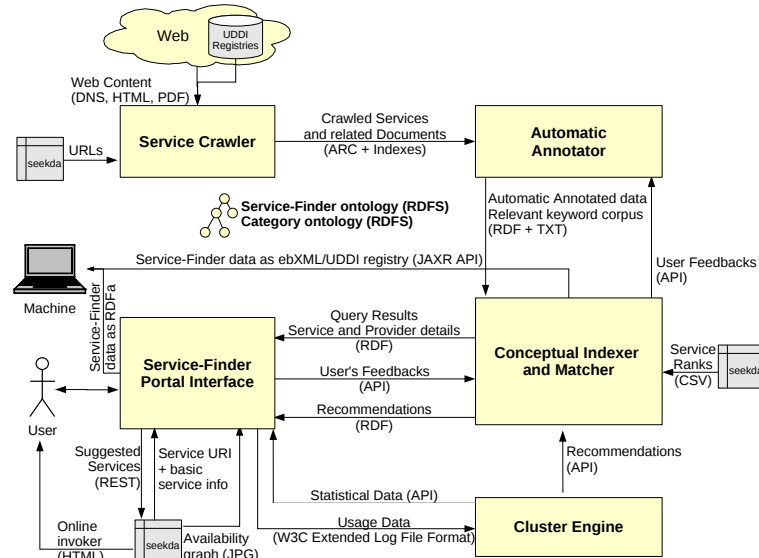 Web
UDDI
Registries
Web Content
(DNS, HTML, PDF)
Service Crawler
Crawled Services
and related Documents
(ARC + Indexes)
Automatic
Annotator
seekda
URLs
Service-Finder ontology (RDFS)
Category ontology (RDFS)
Automatic Annotated data
Relevant keyword corpus
(RDF + TXT)
User Feedbacks
(API)
Service-Finder data as ebXML/UDDI registry (JAXR API)
Machine
Service-Finder
data as RDFa
Query Results
Service and Provider details
(RDF)
Service-Finder
Portal Interface
User's Feedbacks
(API)
Recommendations
(RDF)
Conceptual Indexer
and Matcher
Service
Ranks
(CSV)
seekda
User
Suggested
Services
(REST)
Service URI
+ basic
service info
Recommendations
(API)
Statistical Data (API)
Usage Data
(W3C Extended Log File Format)
Cluster Engine
Online
invoker
(HTML)
seekda
Availability
graph (JPG)